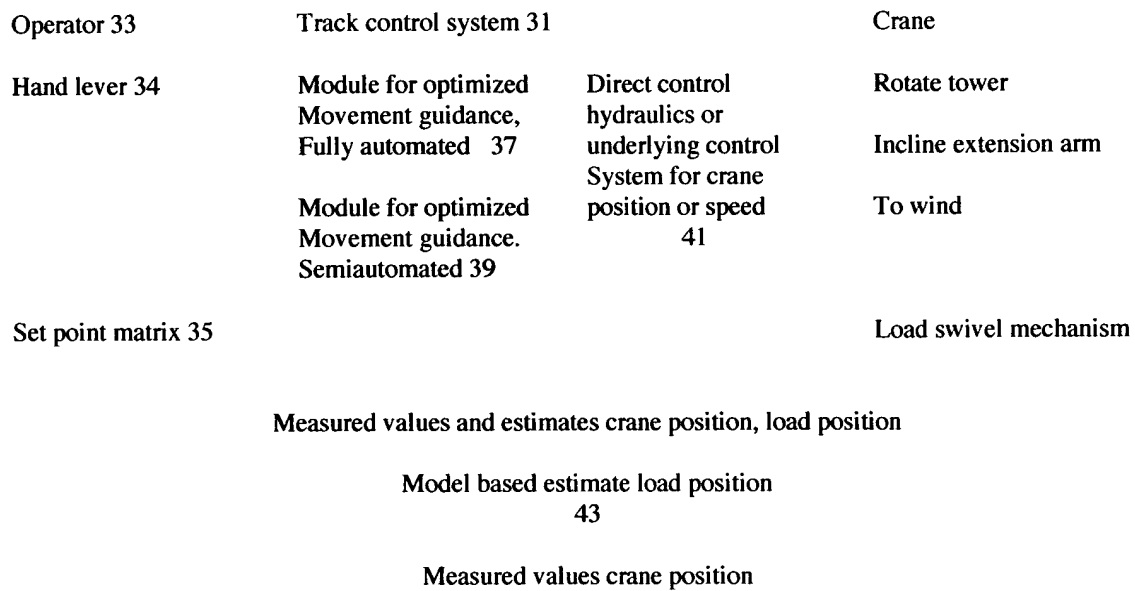 Operator 33
Track control system 31
Crane
Hand lever 34
Module for optimized
Movement guidance,
Fully automated 37
Module for optimized
Movement guidance.
Semiautomated 39
Direct control
hydraulics or
underlying control
System for crane
position or speed
41
Rotate tower
Incline extension arm
To wind
Set point matrix 35
Load swivel mechanism
Measured values and estimates crane position, load position
Model based estimate load position
43
Measured values crane position